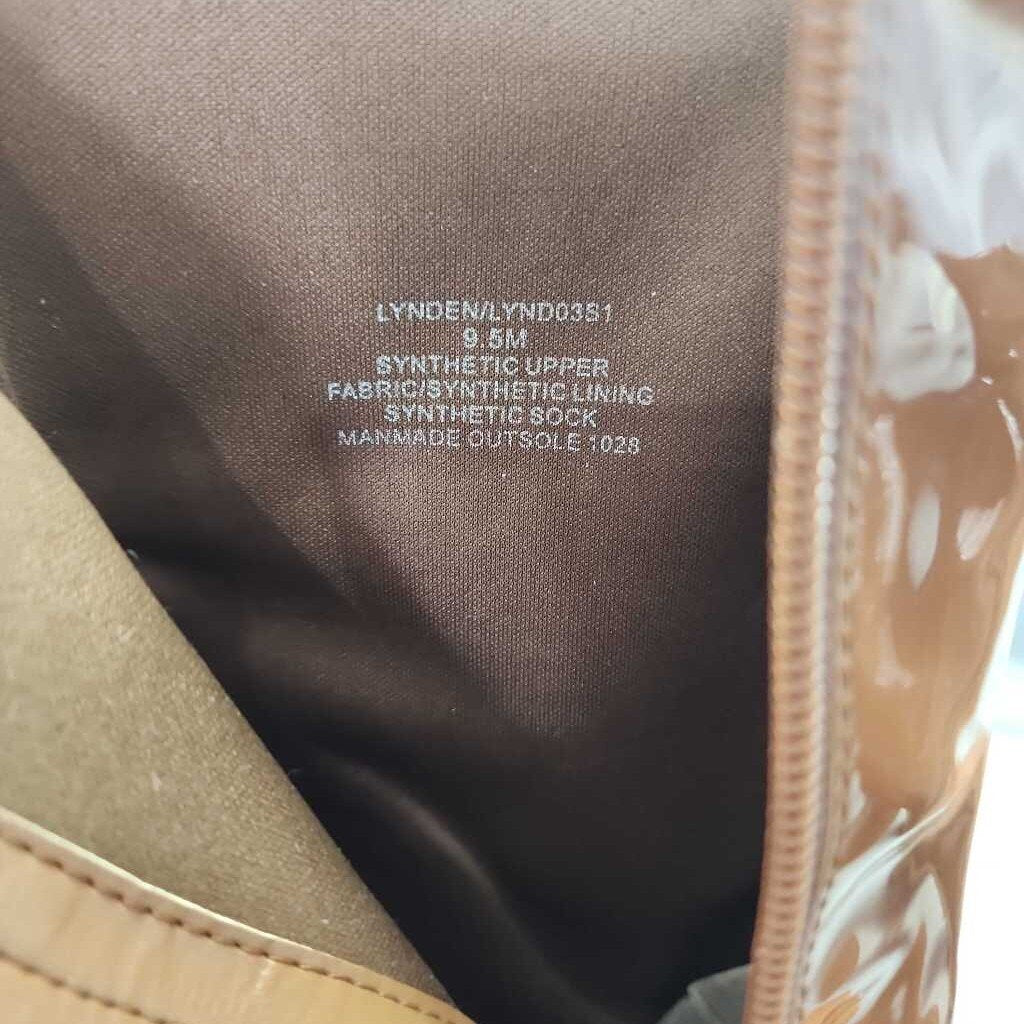 LYNDEN/LYND03S1
9.5M
SYNTHETIC UPPER
FABRIC/SYNTHETIC LINING
SYNTHETIC SOCK
MANMADE OUTSOLE 1028